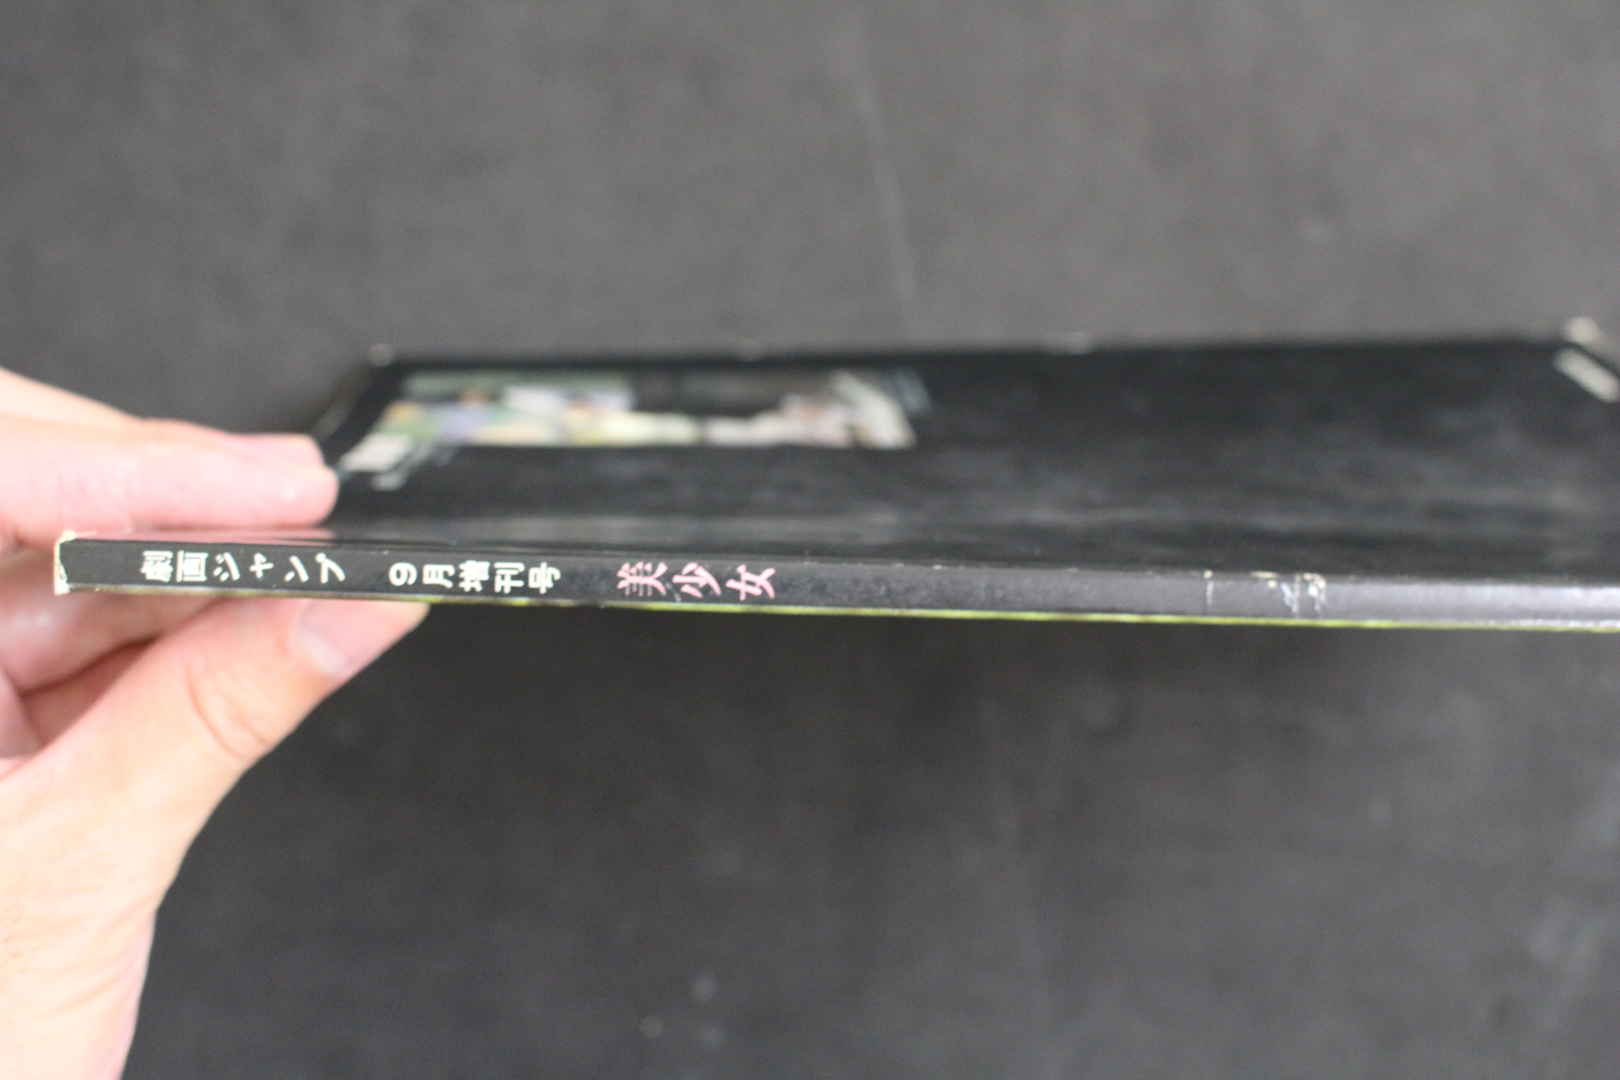 劇画ジャンプ 9月増刊号 美少女